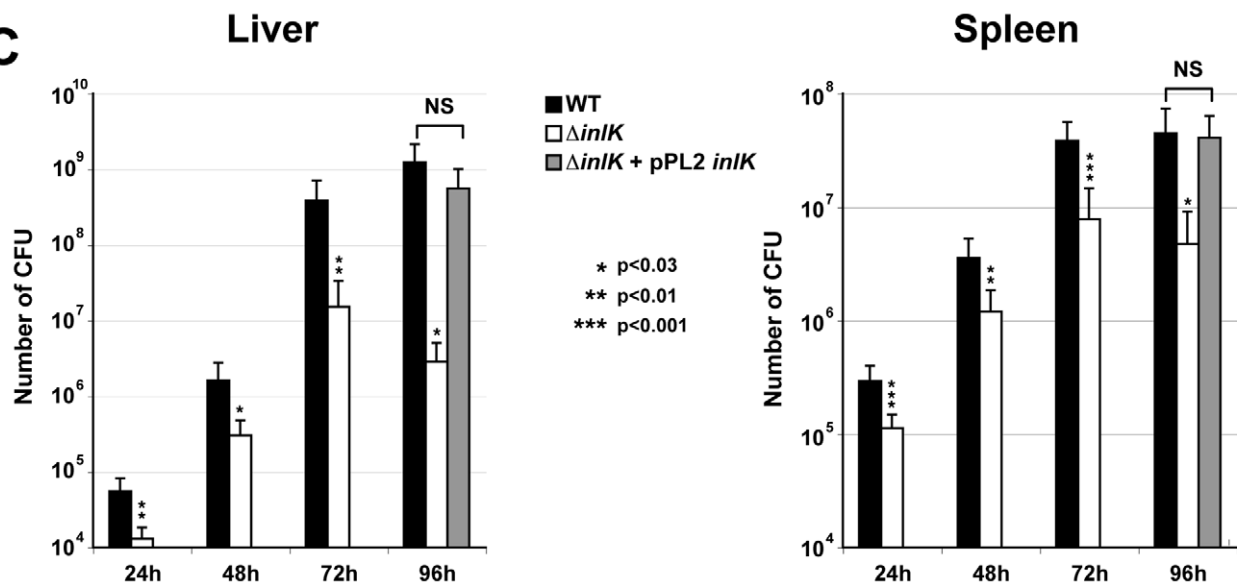 C
Liver
Number of CFU
10^10
10^9
10^8
10^7
10^6
10^5
10^4
**
*
**
*
NS
24h 48h 72h 96h
WT
ΔinlK
ΔinlK + pPL2 inlK
* p<0.03
** p<0.01
*** p<0.001
Spleen
Number of CFU
10^8
10^7
10^6
10^5
10^4
***
**
***
*
NS
24h 48h 72h 96h